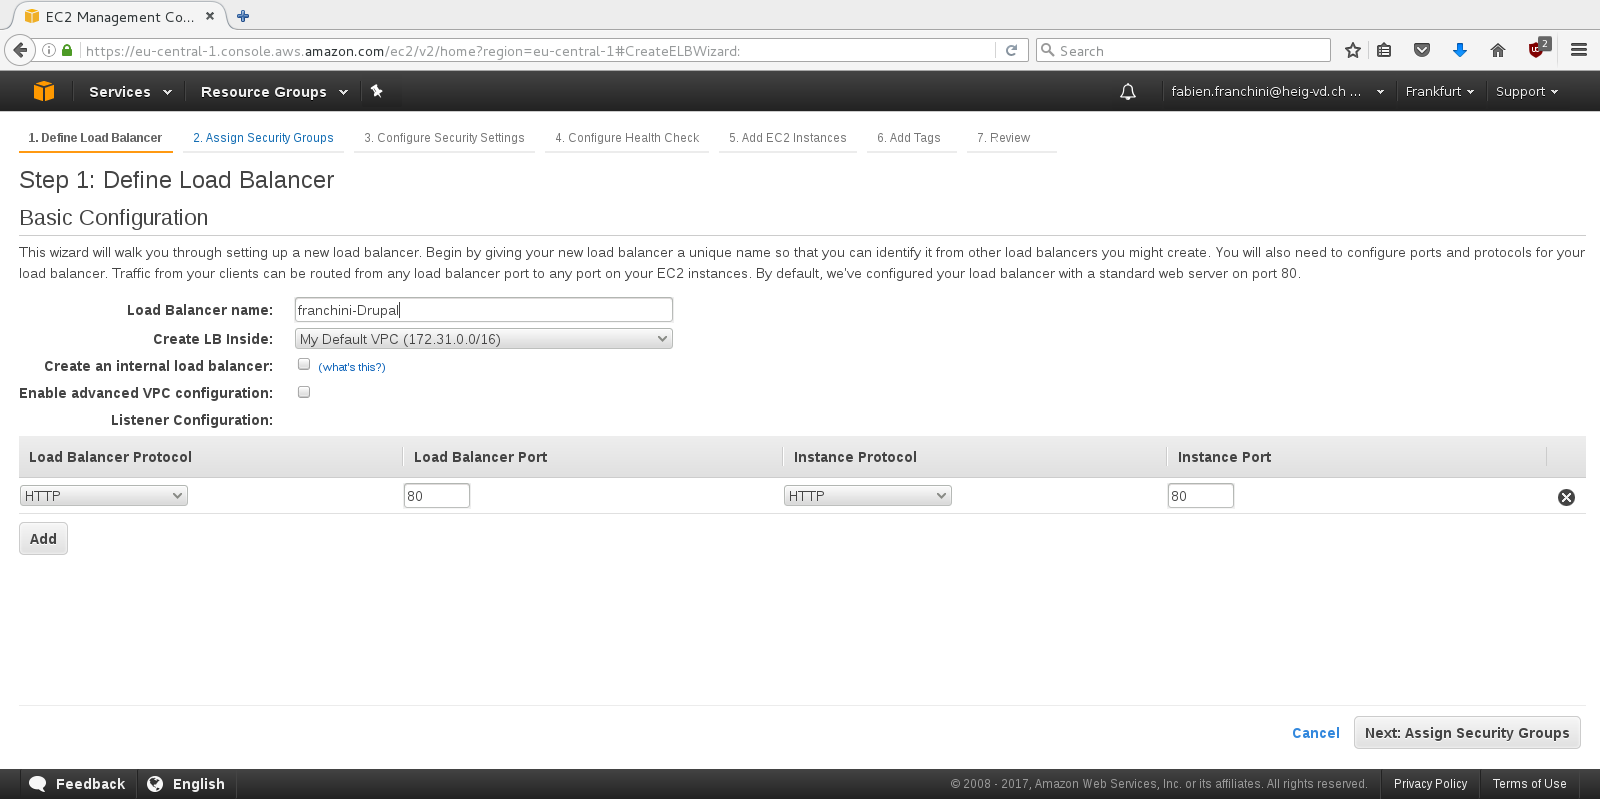 EC2 Management Co...
https://eu-central-1.console.aws.amazon.com/ec2/v2/home?region=eu-central-1#CreateELBWizard:
Search
2
Services
Resource Groups
fabien.franchini@heig-vd.ch ...
Frankfurt
Support
1. Define Load Balancer
2. Assign Security Groups
3. Configure Security Settings
4. Configure Health Check
5. Add EC2 Instances
6. Add Tags
7. Review
Step 1: Define Load Balancer
Basic Configuration
This wizard will walk you through setting up a new load balancer. Begin by giving your new load balancer a unique name so that you can identify it from other load balancers you might create. You will also need to configure ports and protocols for your
load balancer. Traffic from your clients can be routed from any load balancer port to any port on your EC2 instances. By default, we've configured your load balancer with a standard web server on port 80.
Load Balancer name: franchini-Drupal
Create LB Inside: My Default VPC (172.31.0.0/16)
Create an internal load balancer: (what's this?)
Enable advanced VPC configuration:
Listener Configuration:
Load Balancer Protocol Load Balancer Port Instance Protocol Instance Port
HTTP 80 HTTP 80
Add
Cancel Next: Assign Security Groups
Feedback English © 2008 - 2017, Amazon Web Services, Inc. or its affiliates. All rights reserved. Privacy Policy Terms of Use